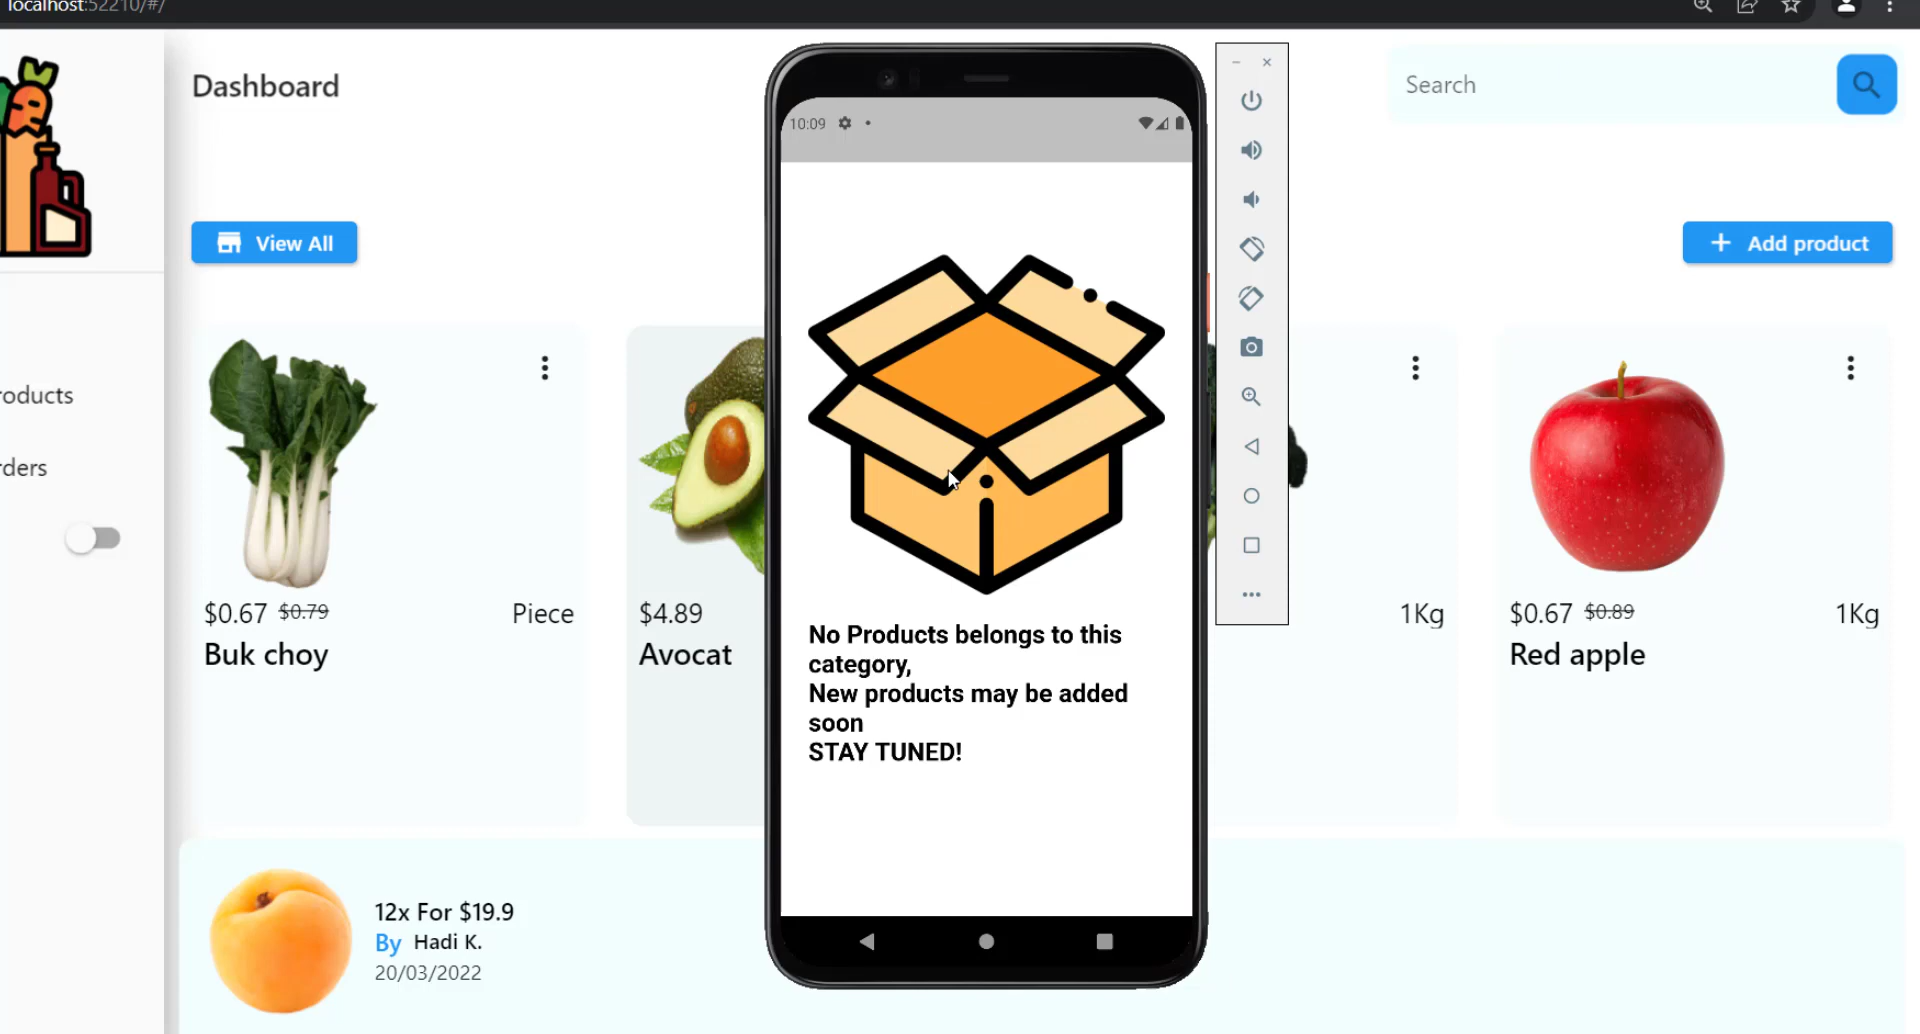 localhost:52210/#/
Dashboard
Search
View All
Add product
oducts
ders
$0.67 $0.79 Piece
Buk choy
$4.89
Avocat
1Kg
$0.67 $0.89 1Kg
Red apple
12x For $19.9
By Hadi K.
20/03/2022
10:09
No Products belongs to this
category,
New products may be added
soon
STAY TUNED!